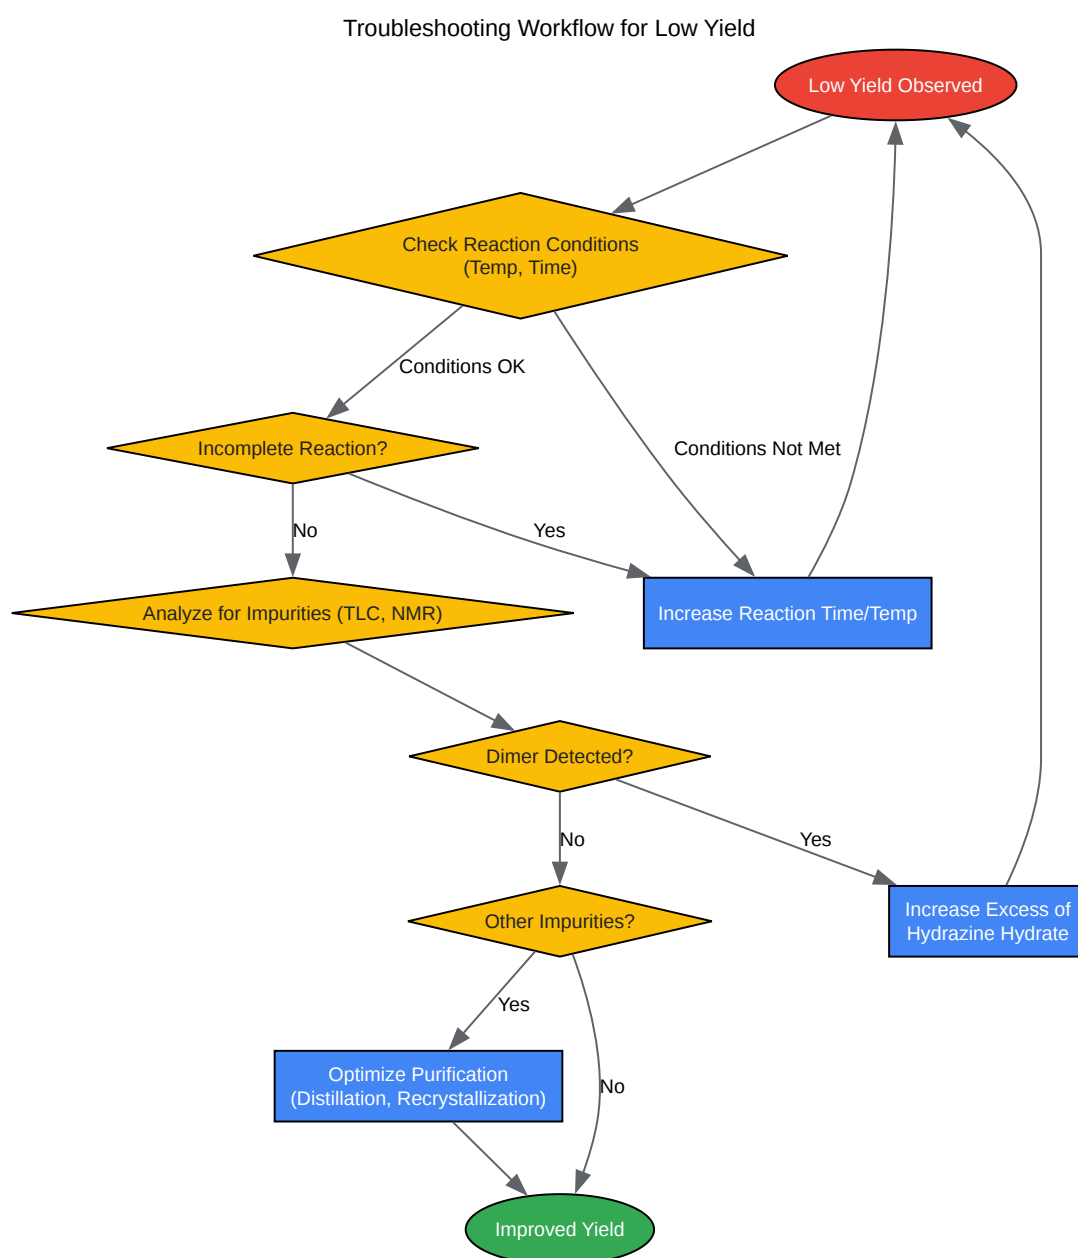 Troubleshooting Workflow for Low Yield
Low Yield Observed
Check Reaction Conditions
(Temp, Time)
Conditions OK
Incomplete Reaction?
Conditions Not Met
No
Yes
Analyze for Impurities (TLC, NMR)
Increase Reaction Time/Temp
Dimer Detected?
No
Yes
Other Impurities?
Increase Excess of
Hydrazine Hydrate
Yes
Optimize Purification
(Distillation, Recrystallization)
No
Improved Yield